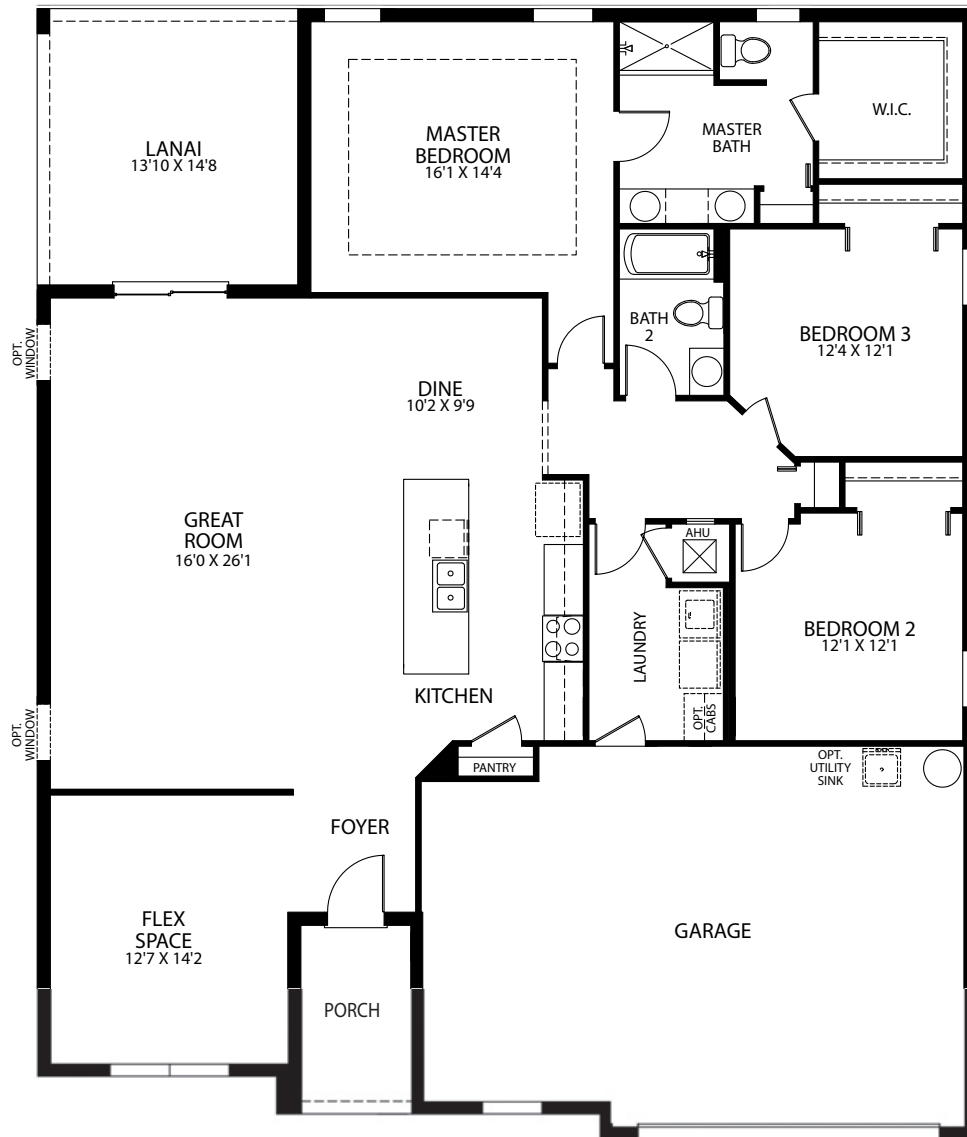 LANAI
13'10 X 14'8
MASTER
BEDROOM
16'1 X 14'4
MASTER
BATH
W.I.C.
OPT.
WINDOW
DINE
10'2 X 9'9
BATH
2
BEDROOM 3
12'4 X 12'1
GREAT
ROOM
16'0 X 26'1
AHU
LAUNDRY
BEDROOM 2
12'1 X 12'1
KITCHEN
OPT.
CABS
OPT.
WINDOW
PANTRY
OPT.
UTILITY
SINK
FOYER
FLEX
SPACE
12'7 X 14'2
GARAGE
PORCH